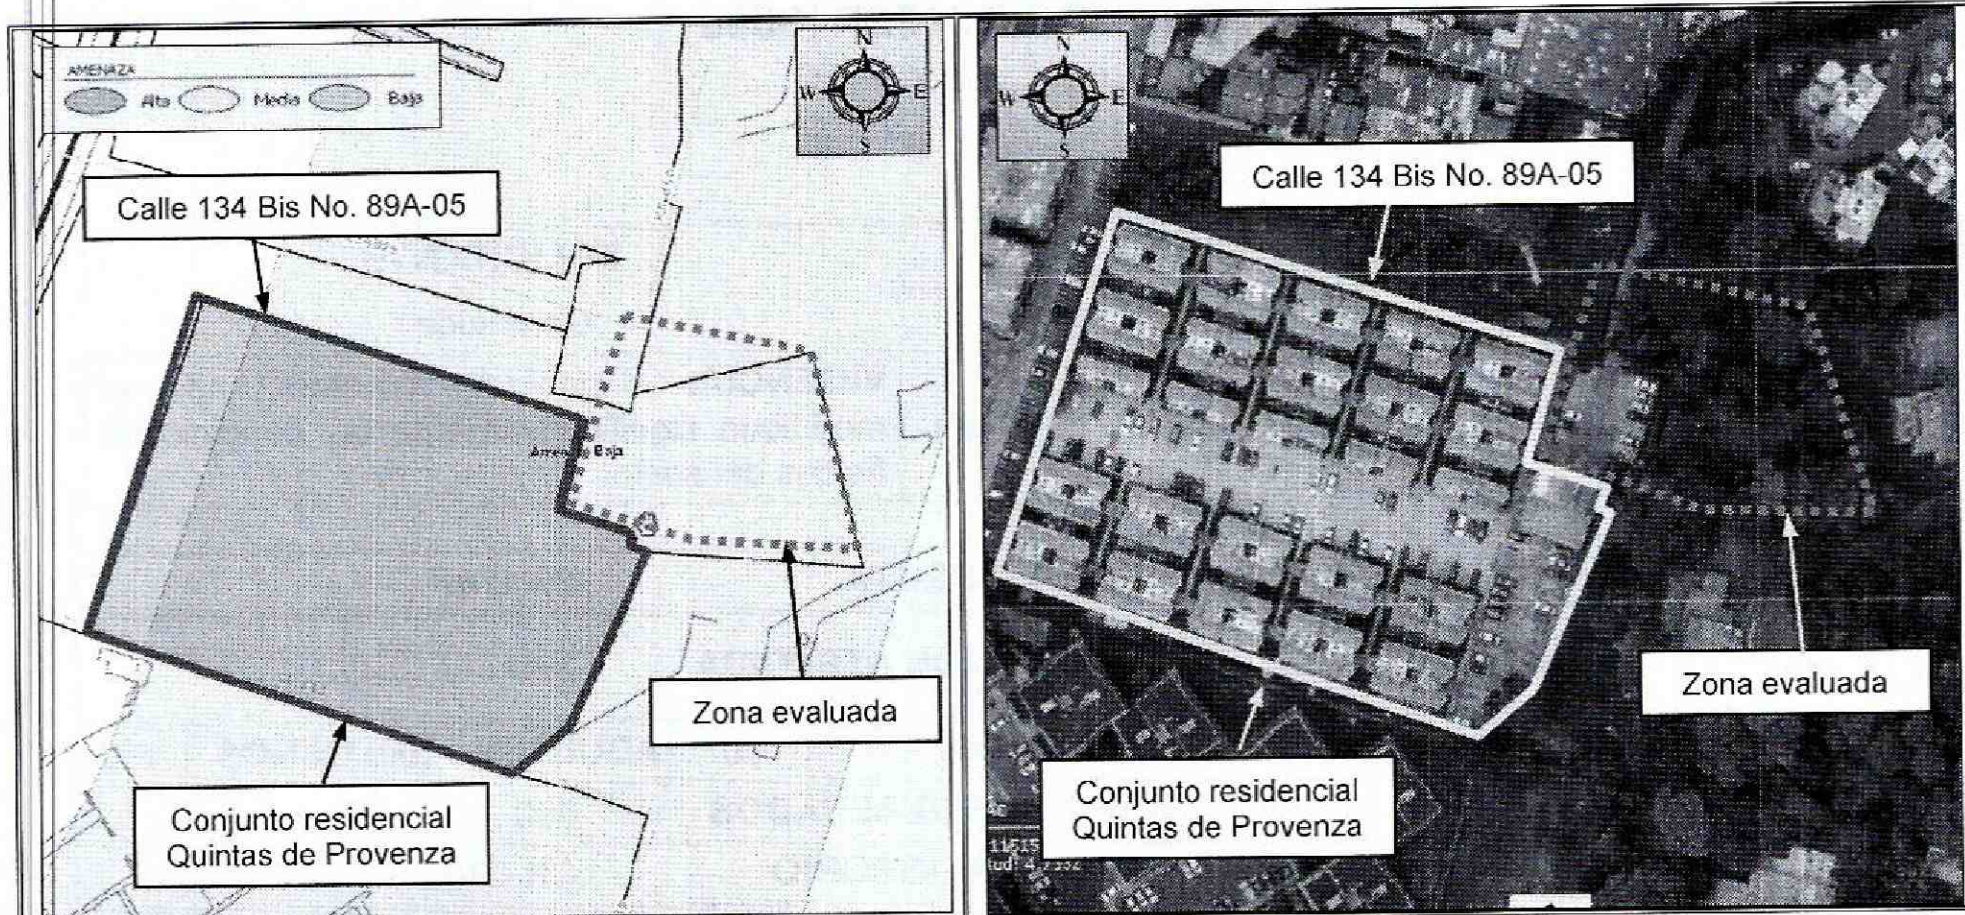 AMENAZA
Alta Media Baja
N
W E
S
Calle 134 Bis No. 89A-05
Baja
Zona evaluada
Conjunto residencial
Quintas de Provenza
N
W E
S
Calle 134 Bis No. 89A-05
Zona evaluada
Conjunto residencial
Quintas de Provenza